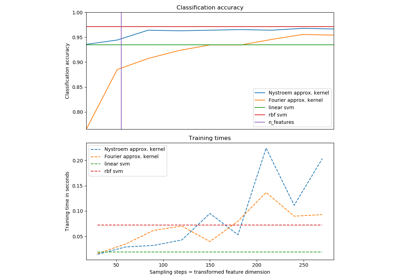 Classification accuracy
1.00
0.95
0.90
0.85
0.80
Classification accuracy
Nystroem approx. kernel
Fourier approx. kernel
linear svm
rbf svm
n_features
Training times
Nystroem approx. kernel
Fourier approx. kernel
linear svm
rbf svm
0.20
0.15
0.10
0.05
Training time in seconds
50 100 150 200 250
Sampling steps = transformed feature dimension